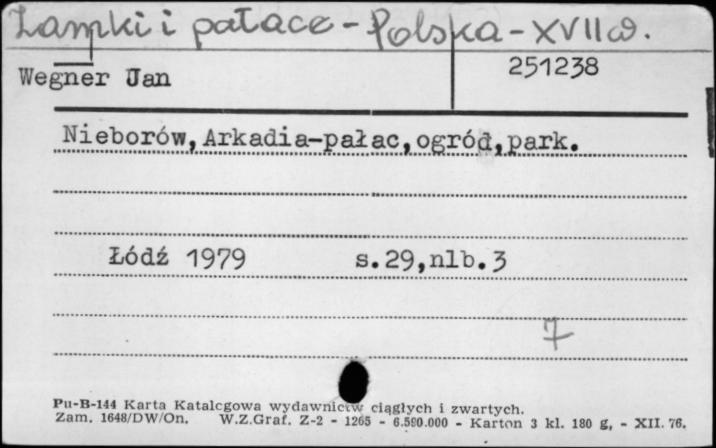 Zamki i pałace - Polska - XVII w.
Wegner Jan 251238
Nieborów, Arkadia-pałac, ogród, park.
Łódź 1979 s.29, nlb.3
7
Pu-B-144 Karta Katalogowa wydawnictw ciągłych i zwartych.
Zam. 1648/DW/On. W.Z.Graf. Z-2 - 1265 - 6.590.000 - Karton 3 kl. 180 g, - XII. 76.